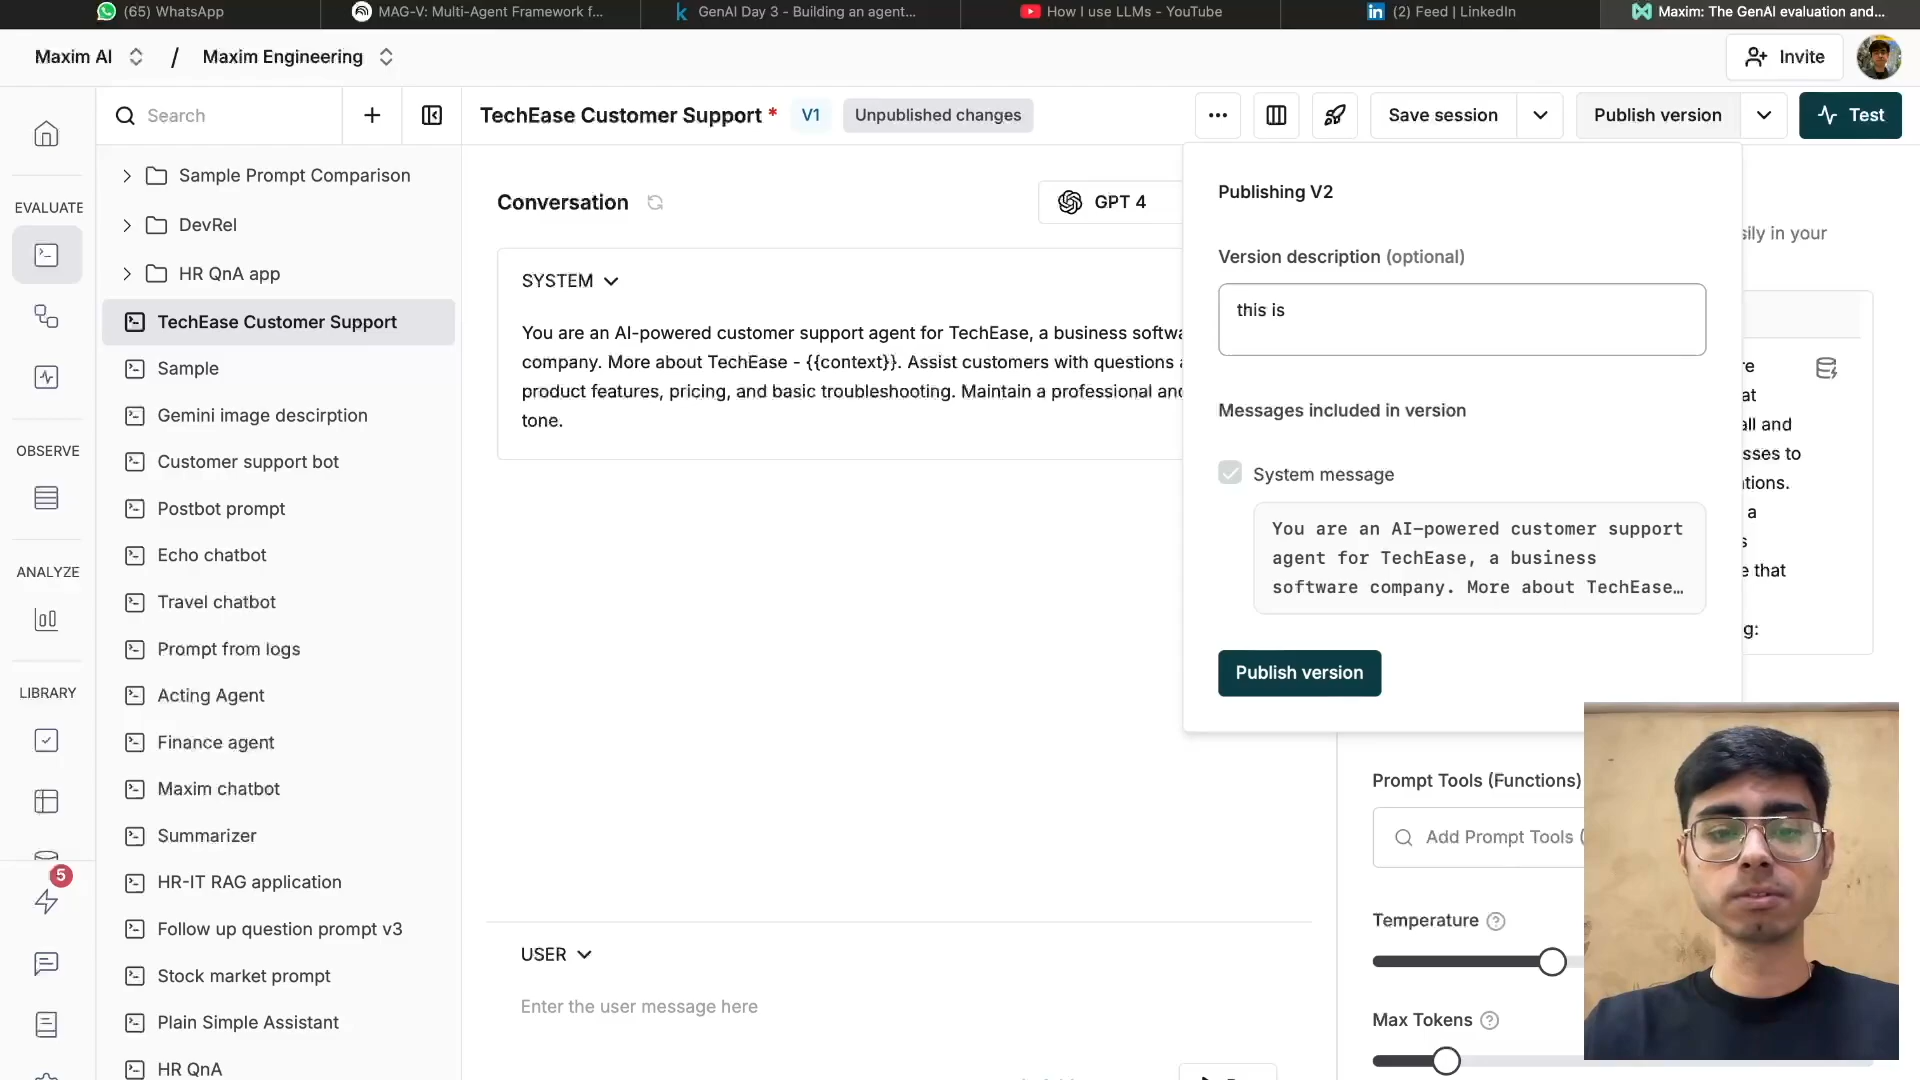 (65) WhatsApp
MAG-V: Multi-Agent Framework f...
GenAI Day 3 - Building an agent...
How I use LLMs - YouTube
(2) Feed | LinkedIn
Maxim: The GenAI evaluation and...
Maxim AI / Maxim Engineering
Invite
Search
TechEase Customer Support *
V1
Unpublished changes
Save session
Publish version
Test
EVALUATE
OBSERVE
ANALYZE
LIBRARY
5
Sample Prompt Comparison
DevRel
HR QnA app
TechEase Customer Support
Sample
Gemini image descirption
Customer support bot
Postbot prompt
Echo chatbot
Travel chatbot
Prompt from logs
Acting Agent
Finance agent
Maxim chatbot
Summarizer
HR-IT RAG application
Follow up question prompt v3
Stock market prompt
Plain Simple Assistant
HR QnA
Conversation
GPT 4
SYSTEM
You are an AI-powered customer support agent for TechEase, a business
company. More about TechEase - {{context}}. Assist customers with questions
product features, pricing, and basic troubleshooting. Maintain a professional
tone.
USER
Enter the user message here
Publishing V2
Version description (optional)
this is
Messages included in version
System message
You are an AI-powered customer support
agent for TechEase, a business
software company. More about TechEase…
Publish version
in your
and
to
a
that
Prompt Tools (Functions)
Add Prompt Tools (
Temperature
Max Tokens